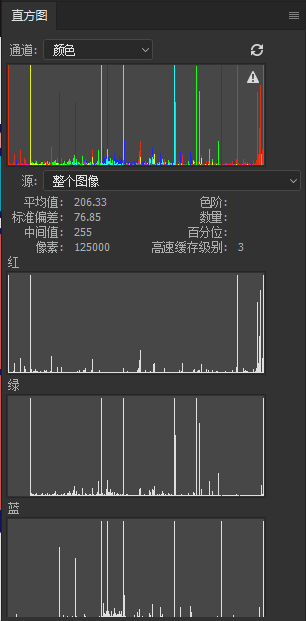 直方图
通道: 颜色
源: 整个图像
平均值: 206.33 色阶:
标准偏差: 76.85 数量:
中间值: 255 百分位:
像素: 125000 高速缓存级别: 3
红
绿
蓝